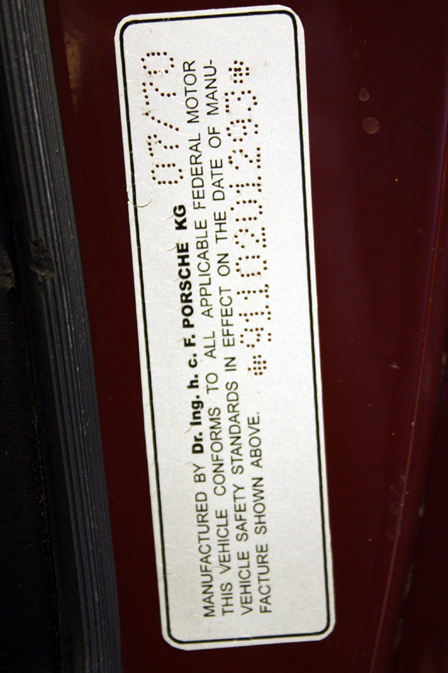 MANUFACTURED BY Dr. Ing. h. c. F. PORSCHE KG 07/70
THIS VEHICLE CONFORMS TO ALL APPLICABLE FEDERAL MOTOR
VEHICLE SAFETY STANDARDS IN EFFECT ON THE DATE OF MANU-
FACTURE SHOWN ABOVE. *9110201293*